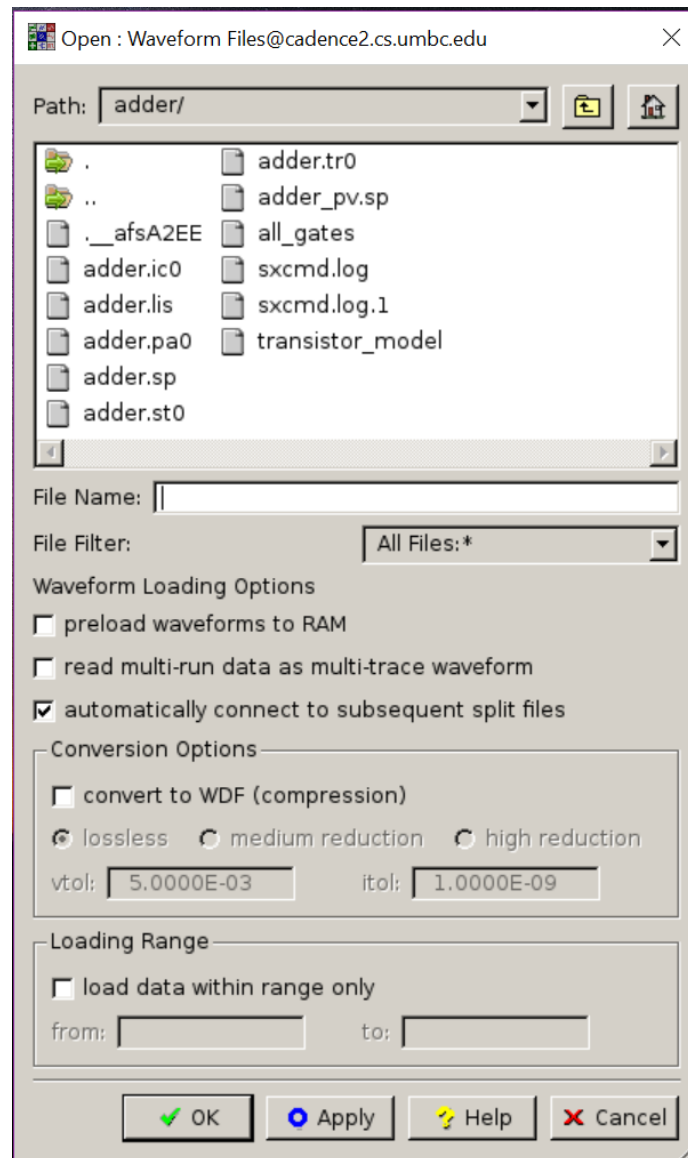 Open : Waveform Files@cadence2.cs.umbc.edu
Path: adder/
. adder.tr0
.. adder_pv.sp
.__afsA2EE all_gates
adder.ic0 sxcmd.log
adder.lis sxcmd.log.1
adder.pa0 transistor_model
adder.sp
adder.st0
File Name:
File Filter: All Files:*
Waveform Loading Options
preload waveforms to RAM
read multi-run data as multi-trace waveform
automatically connect to subsequent split files
Conversion Options
convert to WDF (compression)
lossless medium reduction high reduction
vtol: 5.0000E-03 itol: 1.0000E-09
Loading Range
load data within range only
from: to:
OK Apply Help Cancel